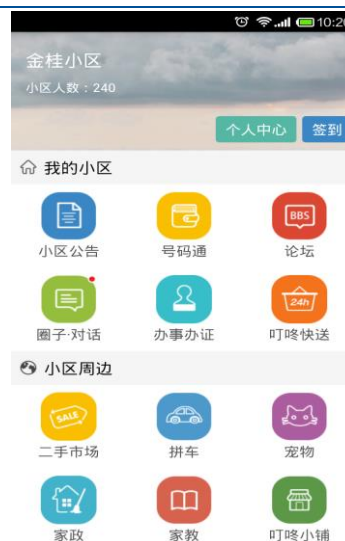 10:20
金桂小区
小区人数：240
个人中心 签到
我的小区
BBS
小区公告 号码通 论坛
24h
圈子·对话 办事办证 叮咚快送
小区周边
SALE
二手市场 拼车 宠物
家政 家教 叮咚小铺